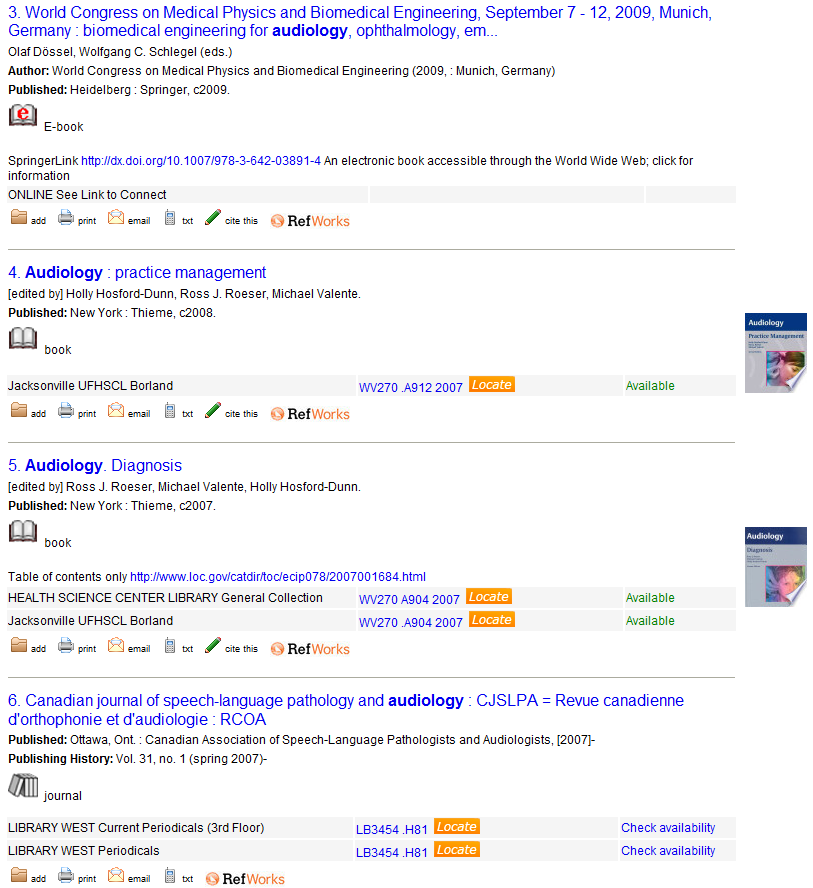 3. World Congress on Medical Physics and Biomedical Engineering, September 7 - 12, 2009, Munich,
Germany : biomedical engineering for audiology, ophthalmology, em...
Olaf Dössel, Wolfgang C. Schlegel (eds.)
Author: World Congress on Medical Physics and Biomedical Engineering (2009, : Munich, Germany)
Published: Heidelberg : Springer, c2009.
e E-book
SpringerLink http://dx.doi.org/10.1007/978-3-642-03891-4 An electronic book accessible through the World Wide Web; click for
information
ONLINE See Link to Connect
add print email txt cite this RefWorks
4. Audiology : practice management
[edited by] Holly Hosford-Dunn, Ross J. Roeser, Michael Valente.
Published: New York : Thieme, c2008.
book
Audiology
Practice Management
Jacksonville UFHSCL Borland WV270 .A912 2007 Locate Available
add print email txt cite this RefWorks
5. Audiology. Diagnosis
[edited by] Ross J. Roeser, Michael Valente, Holly Hosford-Dunn.
Published: New York : Thieme, c2007.
book
Audiology
Diagnosis
Table of contents only http://www.loc.gov/catdir/toc/ecip078/2007001684.html
HEALTH SCIENCE CENTER LIBRARY General Collection WV270 A904 2007 Locate Available
Jacksonville UFHSCL Borland WV270 .A904 2007 Locate Available
add print email txt cite this RefWorks
6. Canadian journal of speech-language pathology and audiology : CJSLPA = Revue canadienne
d'orthophonie et d'audiologie : RCOA
Published: Ottawa, Ont. : Canadian Association of Speech-Language Pathologists and Audiologists, [2007]-
Publishing History: Vol. 31, no. 1 (spring 2007)-
journal
LIBRARY WEST Current Periodicals (3rd Floor) LB3454 .H81 Locate Check availability
LIBRARY WEST Periodicals LB3454 .H81 Locate Check availability
add print email txt RefWorks